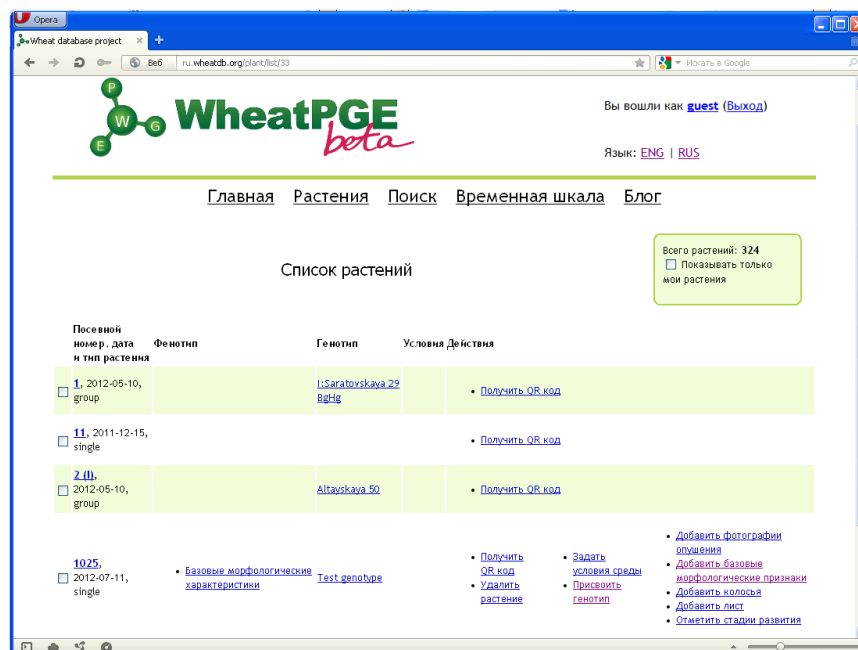 Opera
Wheat database project
Веб
ru.wheatdb.org/plant/list/33
Искать в Google
P
W
G
E
WheatPGE
beta
Вы вошли как guest (Выход)
Язык: ENG | RUS
Главная Растения Поиск Временная шкала Блог
Всего растений: 324
Показывать только
мои растения
Список растений
Посевной
номер, дата
и тип растения
Фенотип
Генотип
Условия
Действия
1, 2012-05-10,
group
I:Saratovskaya 29
BgHg
Получить QR код
11, 2011-12-15,
single
Получить QR код
2 (I),
2012-05-10,
group
Altayskaya 50
Получить QR код
1025,
2012-07-11,
single
Базовые морфологические
характеристики
Test genotype
Получить
QR код
Удалить
растение
Задать
условия среды
Присвоить
генотип
Добавить фотографии
опушения
Добавить базовые
морфологические признаки
Добавить колосья
Добавить лист
Отметить стадии развития